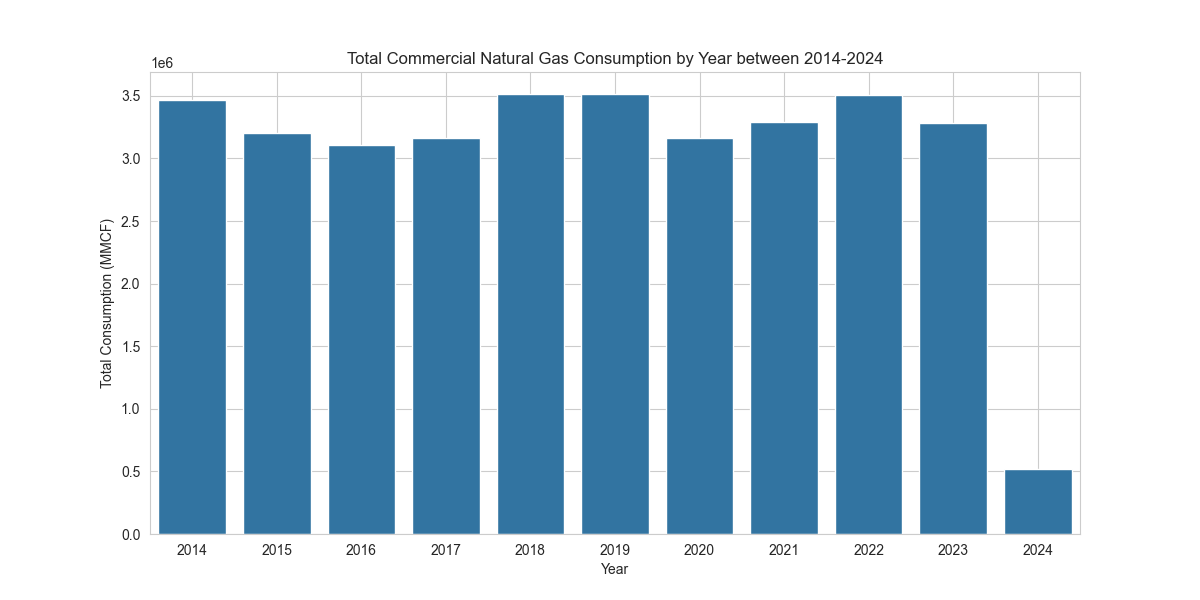 Total Commercial Natural Gas Consumption by Year between 2014-2024
1e6
3.5
3.0
2.5
2.0
1.5
1.0
0.5
0.0
Total Consumption (MMCF)
2014 2015 2016 2017 2018 2019 2020 2021 2022 2023 2024
Year